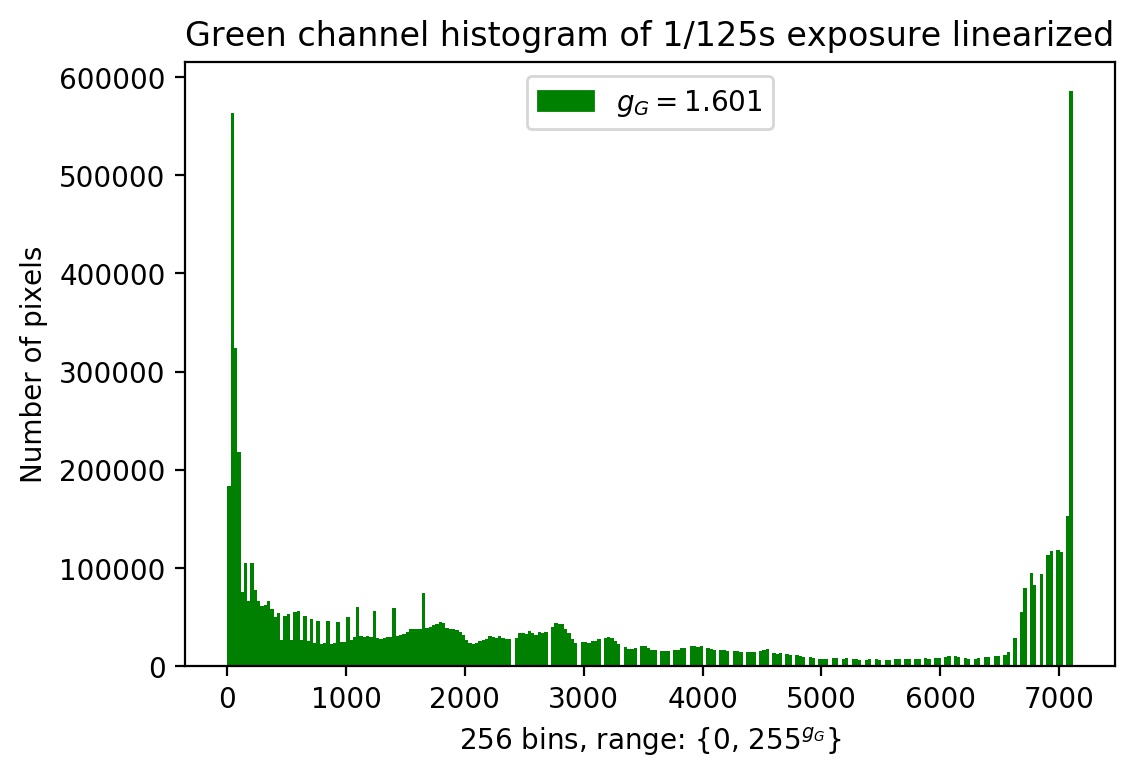 Green channel histogram of 1/125s exposure linearized
600000
500000
400000
300000
200000
100000
0
Number of pixels
g_G = 1.601
0 1000 2000 3000 4000 5000 6000 7000
256 bins, range: {0, 255^{g_G}}